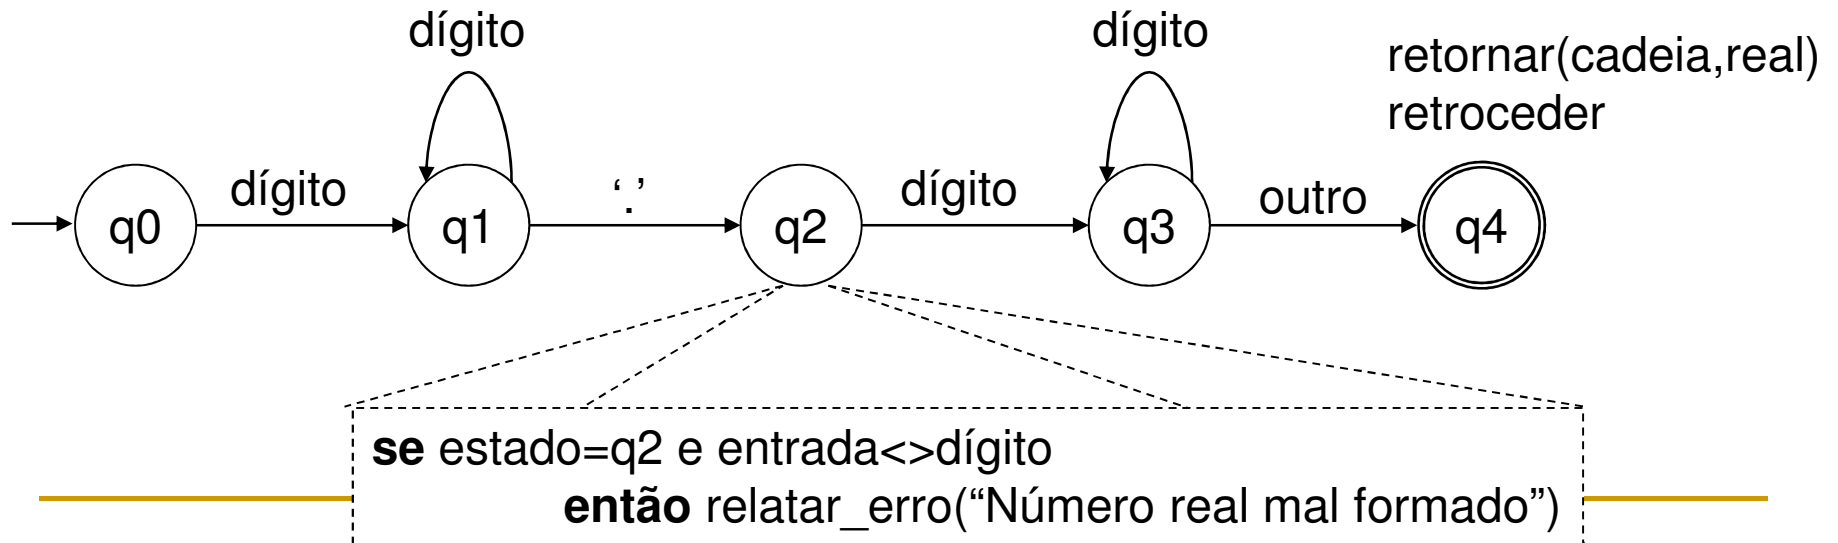 dígito
dígito
retornar(cadeia,real)
retroceder
q0
dígito
q1
‘.’
q2
dígito
q3
outro
q4
se estado=q2 e entrada<>dígito
então relatar_erro(“Número real mal formado”)